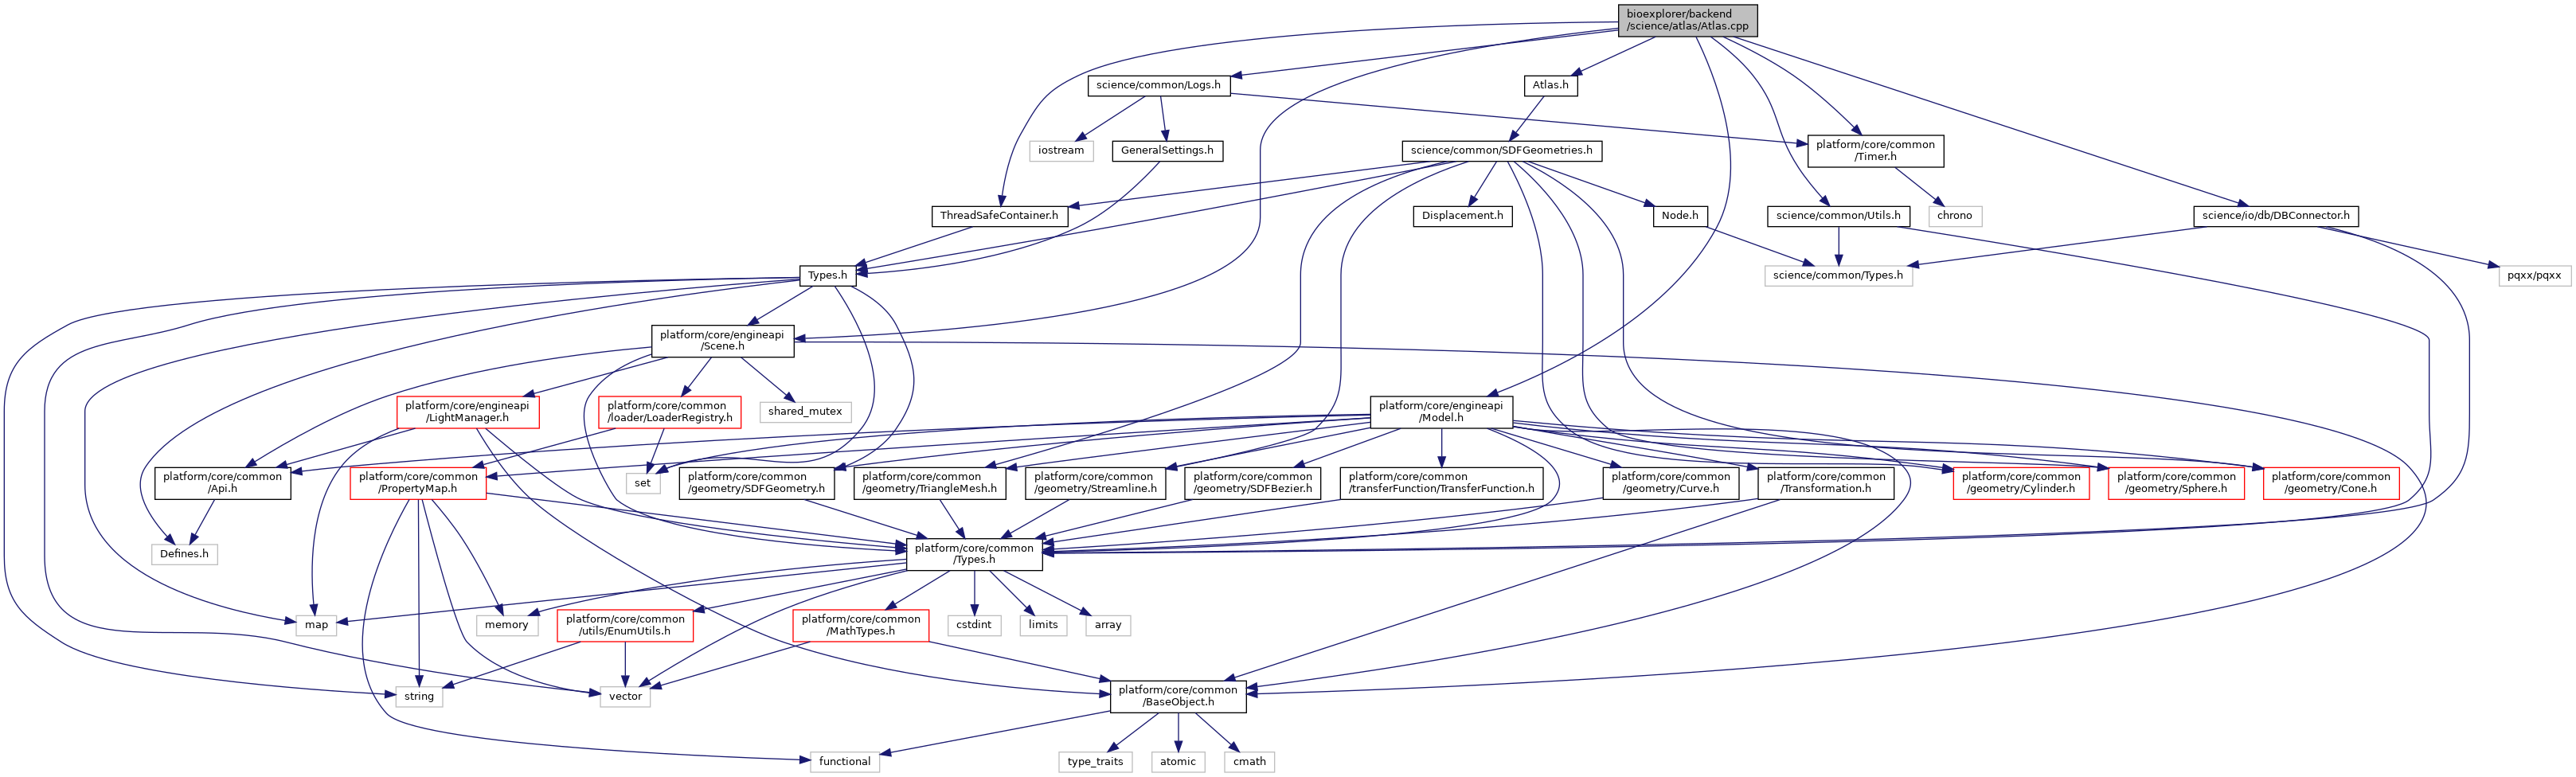 bioexplorer/backend
/science/atlas/Atlas.cpp
science/common/Logs.h
Atlas.h
iostream
GeneralSettings.h
science/common/SDFGeometries.h
platform/core/common
/Timer.h
ThreadSafeContainer.h
Displacement.h
Node.h
science/common/Utils.h
chrono
science/io/db/DBConnector.h
Types.h
science/common/Types.h
pqxx/pqxx
platform/core/engineapi
/Scene.h
platform/core/engineapi
/LightManager.h
platform/core/common
/loader/LoaderRegistry.h
shared_mutex
platform/core/engineapi
/Model.h
platform/core/common
/Api.h
platform/core/common
/PropertyMap.h
set
platform/core/common
/geometry/SDFGeometry.h
platform/core/common
/geometry/TriangleMesh.h
platform/core/common
/geometry/Streamline.h
platform/core/common
/geometry/SDFBezier.h
platform/core/common
/transferFunction/TransferFunction.h
platform/core/common
/geometry/Curve.h
platform/core/common
/Transformation.h
platform/core/common
/geometry/Cylinder.h
platform/core/common
/geometry/Sphere.h
platform/core/common
/geometry/Cone.h
Defines.h
platform/core/common
/Types.h
map
memory
platform/core/common
/utils/EnumUtils.h
platform/core/common
/MathTypes.h
cstdint
limits
array
string
vector
platform/core/common
/BaseObject.h
functional
type_traits
atomic
cmath